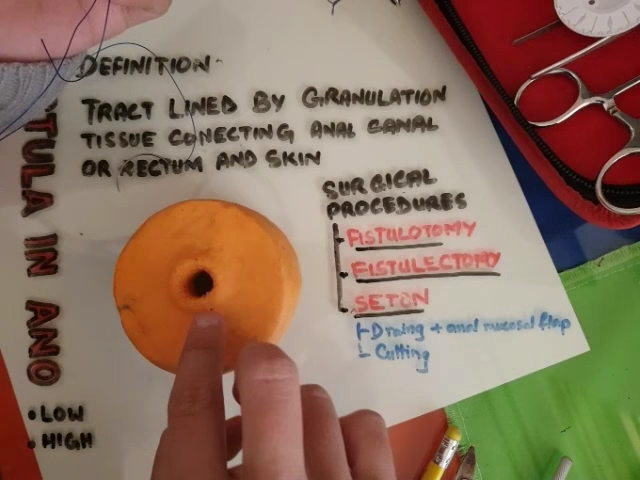 DEFINITION
TRACT LINED BY GRANULATION
TISSUE CONECTING ANAL CANAL
OR RECTUM AND SKIN
TULA IN ANO
• LOW
• HIGH
SURGICAL
PROCEDURES
FISTULOTOMY
FISTULECTOMY
SETON
Draing + anal mucosal flap
Cutting